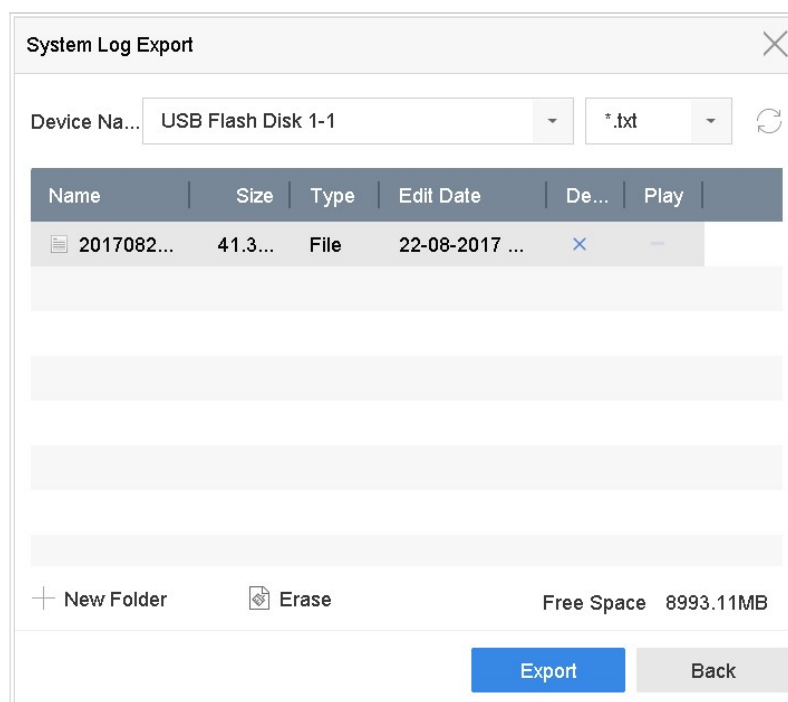 System Log Export
Device Na... USB Flash Disk 1-1 *.txt
Name Size Type Edit Date De... Play
2017082... 41.3... File 22-08-2017 ...
New Folder Erase Free Space 8993.11MB
Export Back